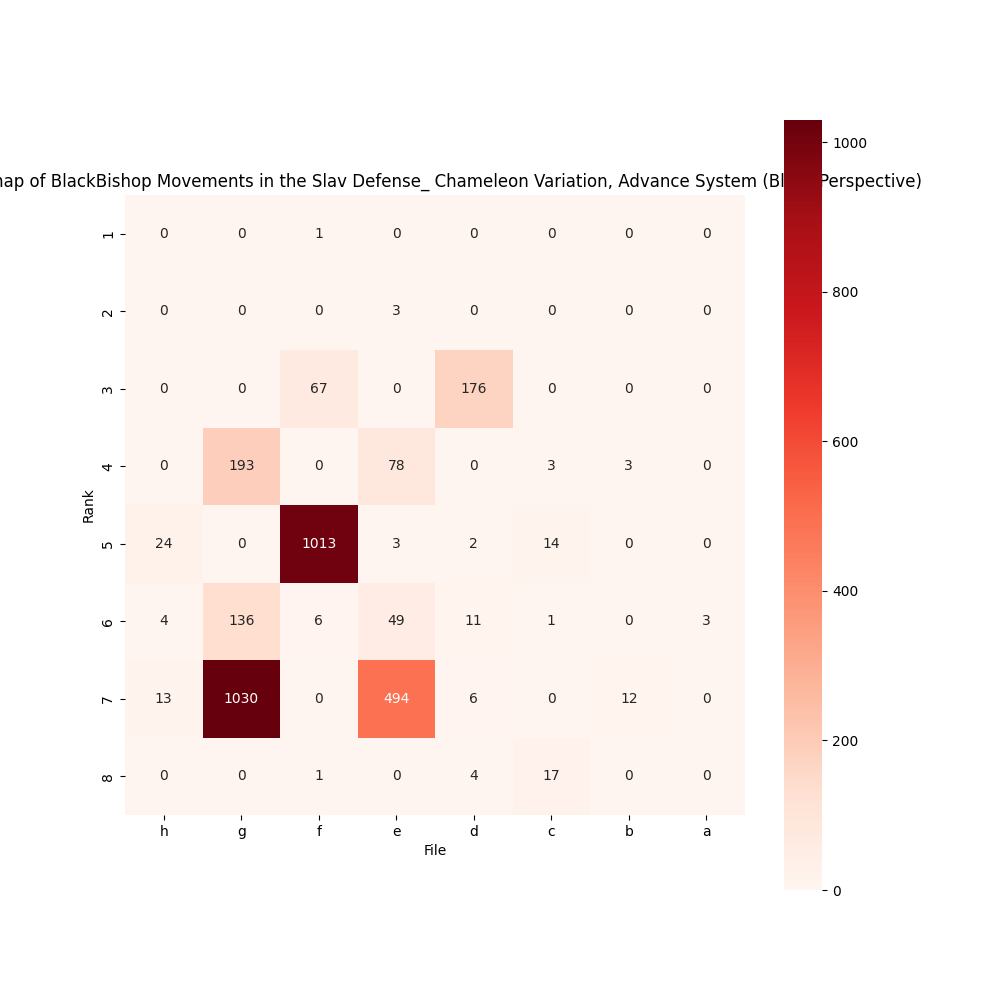 of BlackBishop Movements in the Slav Defense_ Chameleon Variation, Advance System Perspective)
Rank
1 0 0 1 0 0 0 0 0
2 0 0 0 3 0 0 0 0
3 0 0 67 0 176 0 0 0
4 0 193 0 78 0 3 3 0
5 24 0 1013 3 2 14 0 0
6 4 136 6 49 11 1 0 3
7 13 1030 0 494 6 0 12 0
8 0 0 1 0 4 17 0 0
h g f e d c b a
File
1000
800
600
400
200
0